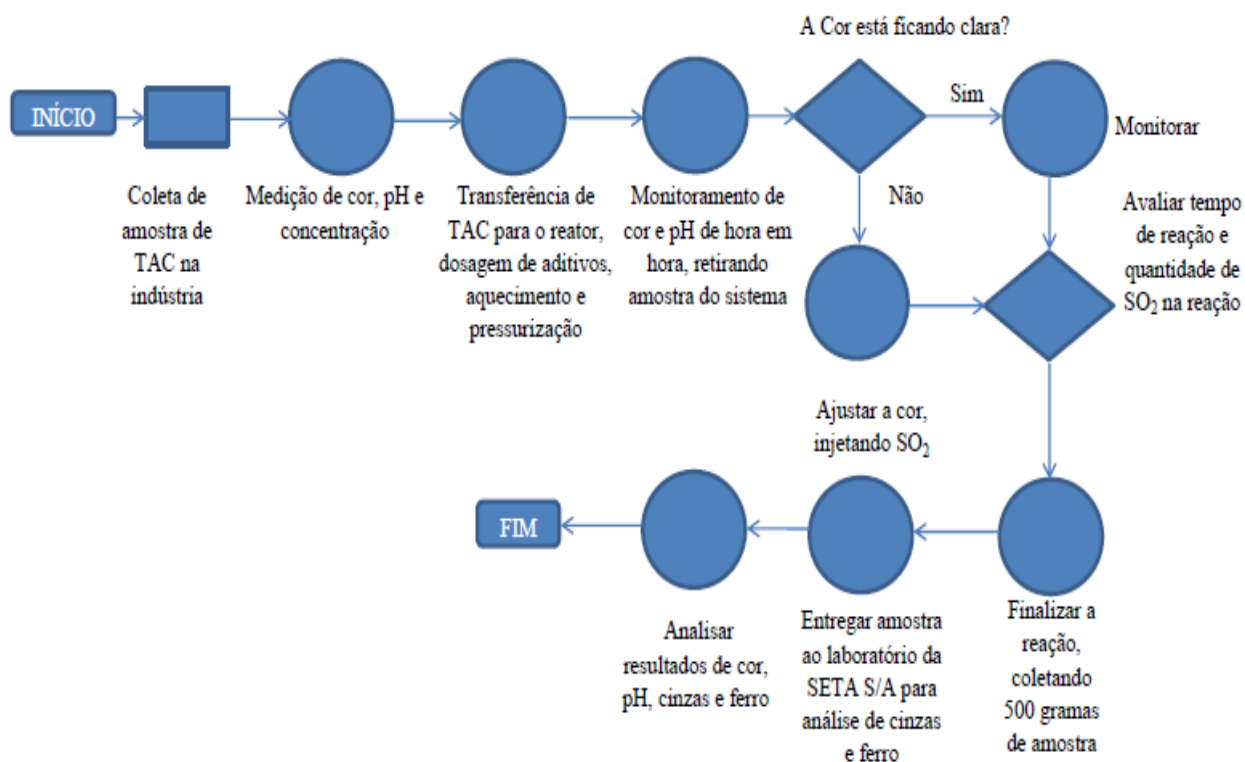 A Cor está ficando clara?
INÍCIO
Sim
Monitorar
Coleta de
amostra de
TAC na
indústria
Medição de cor, pH e
concentração
Transferência de
TAC para o reator,
dosagem de aditivos,
aquecimento e
pressurização
Monitoramento de
cor e pH de hora em
hora, retirando
amostra do sistema
Não
Avaliar tempo
de reação e
quantidade de
SO₂ na reação
Ajustar a cor,
injetando SO₂
FIM
Finalizar a
reação,
coletando
500 gramas
de amostra
Entregar amostra
ao laboratório da
SETA S/A para
análise de cinzas
e ferro
Analisar
resultados de cor,
pH, cinzas e ferro